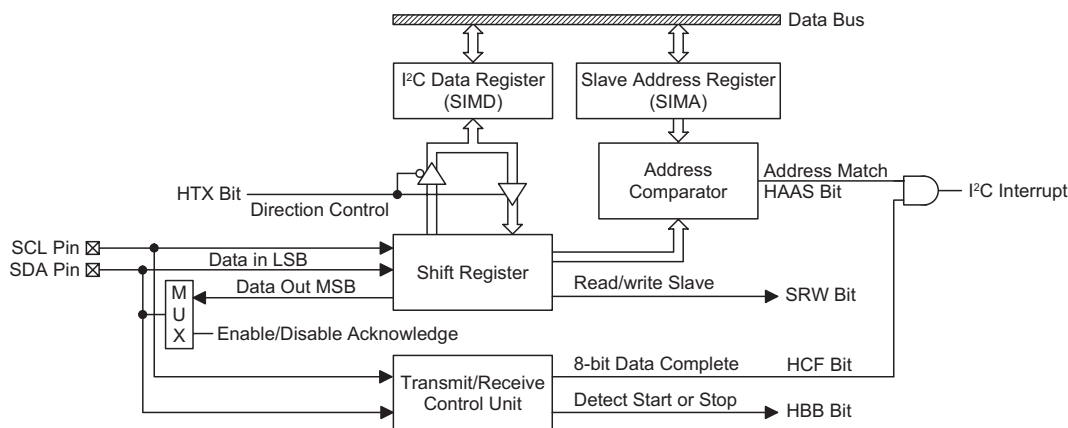 Data Bus
I²C Data Register
(SIMD)
Slave Address Register
(SIMA)
Address
Comparator
Address Match
HAAS Bit
I²C Interrupt
HTX Bit
Direction Control
SCL Pin
SDA Pin
Data in LSB
Shift Register
Data Out MSB
Read/write Slave
SRW Bit
M
U
X
Enable/Disable Acknowledge
Transmit/Receive
Control Unit
8-bit Data Complete
HCF Bit
Detect Start or Stop
HBB Bit